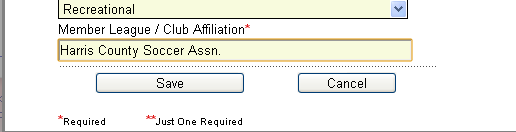 Recreational
Member League / Club Affiliation*
Harris County Soccer Assn.
Save Cancel
*Required **Just One Required